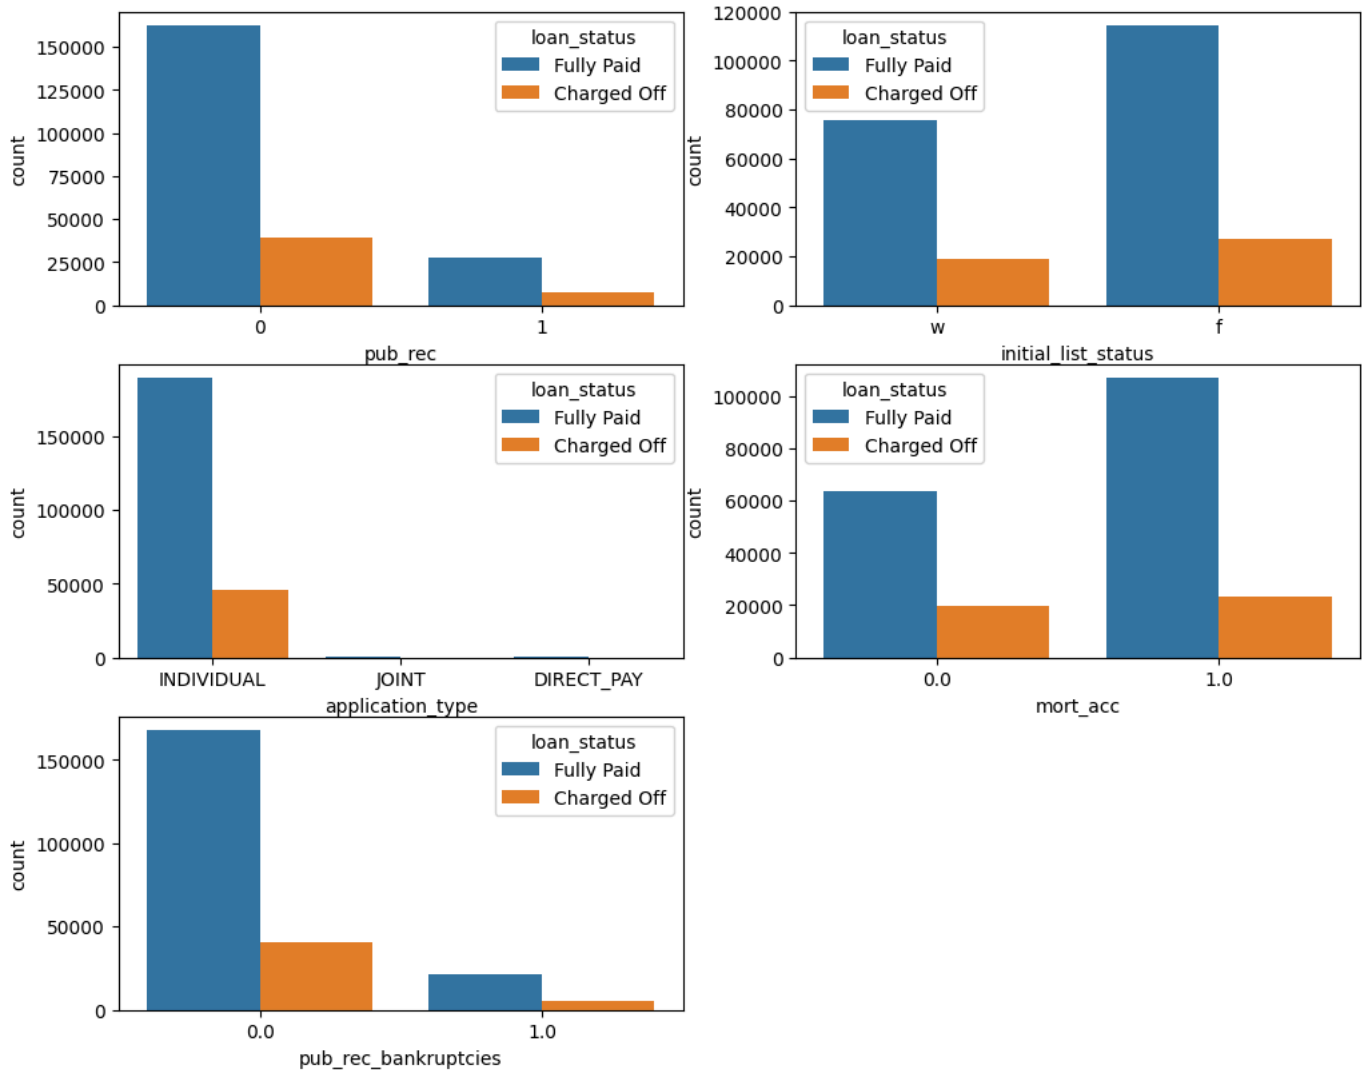 loan_status
Fully Paid
Charged Off
150000
125000
100000
75000
50000
25000
0
count
0 1
pub_rec
loan_status
Fully Paid
Charged Off
120000
100000
80000
60000
40000
20000
0
count
w f
initial_list_status
loan_status
Fully Paid
Charged Off
150000
100000
50000
0
count
INDIVIDUAL JOINT DIRECT_PAY
application_type
loan_status
Fully Paid
Charged Off
100000
80000
60000
40000
20000
0
count
0.0 1.0
mort_acc
loan_status
Fully Paid
Charged Off
150000
100000
50000
0
count
0.0 1.0
pub_rec_bankruptcies